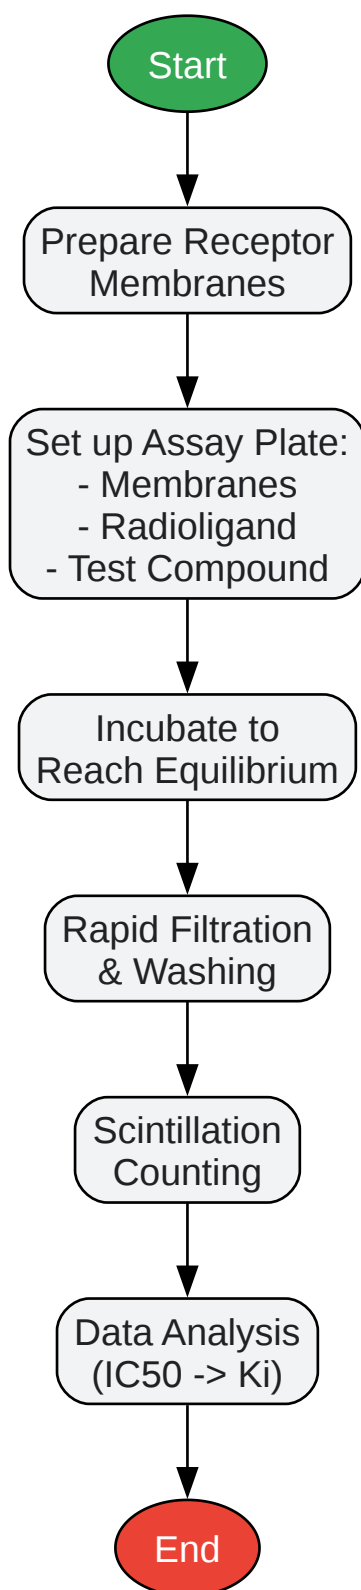 Start
Prepare Receptor
Membranes
Set up Assay Plate:
- Membranes
- Radioligand
- Test Compound
Incubate to
Reach Equilibrium
Rapid Filtration
& Washing
Scintillation
Counting
Data Analysis
(IC50 -> Ki)
End